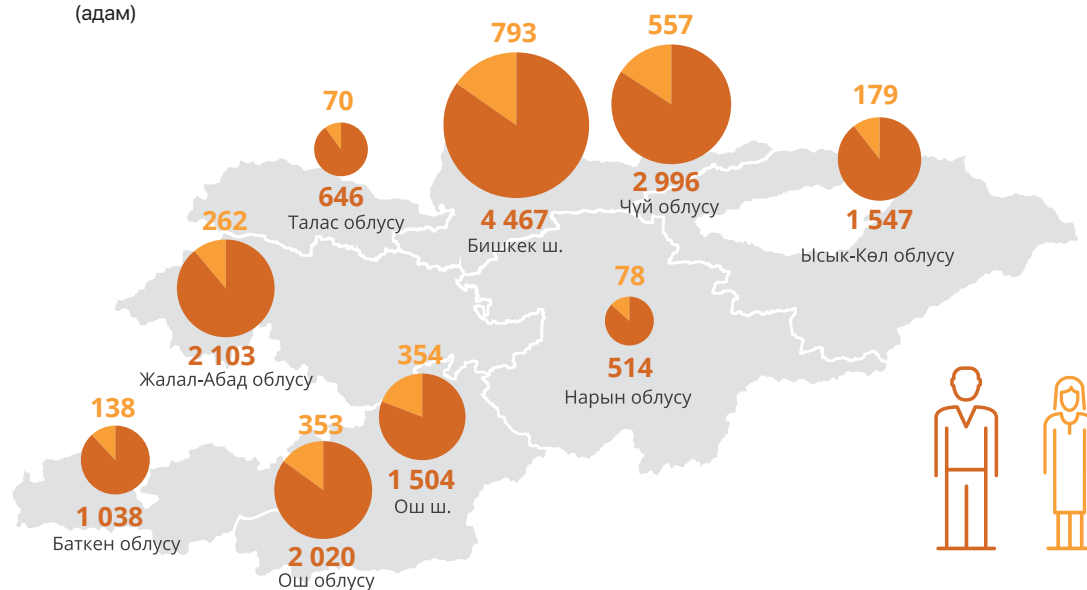 (адам)
793
4 467
Бишкек ш.
557
2 996
Чүй облусу
70
646
Талас облусу
179
1 547
Ысык-Көл облусу
262
2 103
Жалал-Абад облусу
78
514
Нарын облусу
354
1 504
Ош ш.
138
1 038
Баткен облусу
353
2 020
Ош облусу